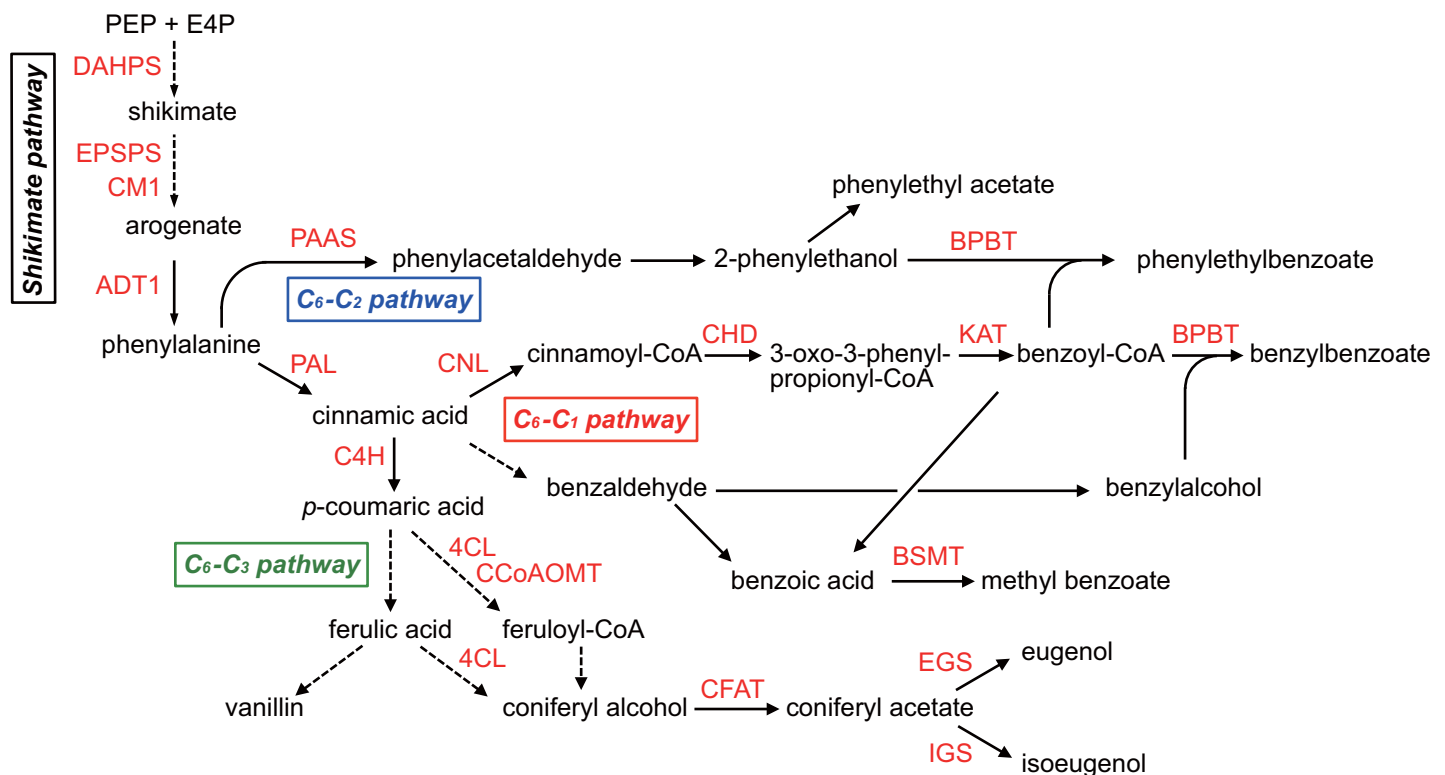 PEP + E4P
Shikimate pathway
DAHPS
shikimate
EPSPS
CM1
arogenate
ADT1
phenylalanine
PAAS
C6-C2 pathway
phenylacetaldehyde
2-phenylethanol
phenylethyl acetate
BPBT
phenylethylbenzoate
PAL
cinnamic acid
CNL
cinnamoyl-CoA
CHD
3-oxo-3-phenyl-
propionyl-CoA
KAT
benzoyl-CoA
BPBT
benzylbenzoate
C6-C1 pathway
C4H
benzaldehyde
benzylalcohol
p-coumaric acid
C6-C3 pathway
4CL
CCoAOMT
benzoic acid
BSMT
methyl benzoate
ferulic acid
feruloyl-CoA
4CL
vanillin
coniferyl alcohol
CFAT
coniferyl acetate
EGS
eugenol
IGS
isoeugenol